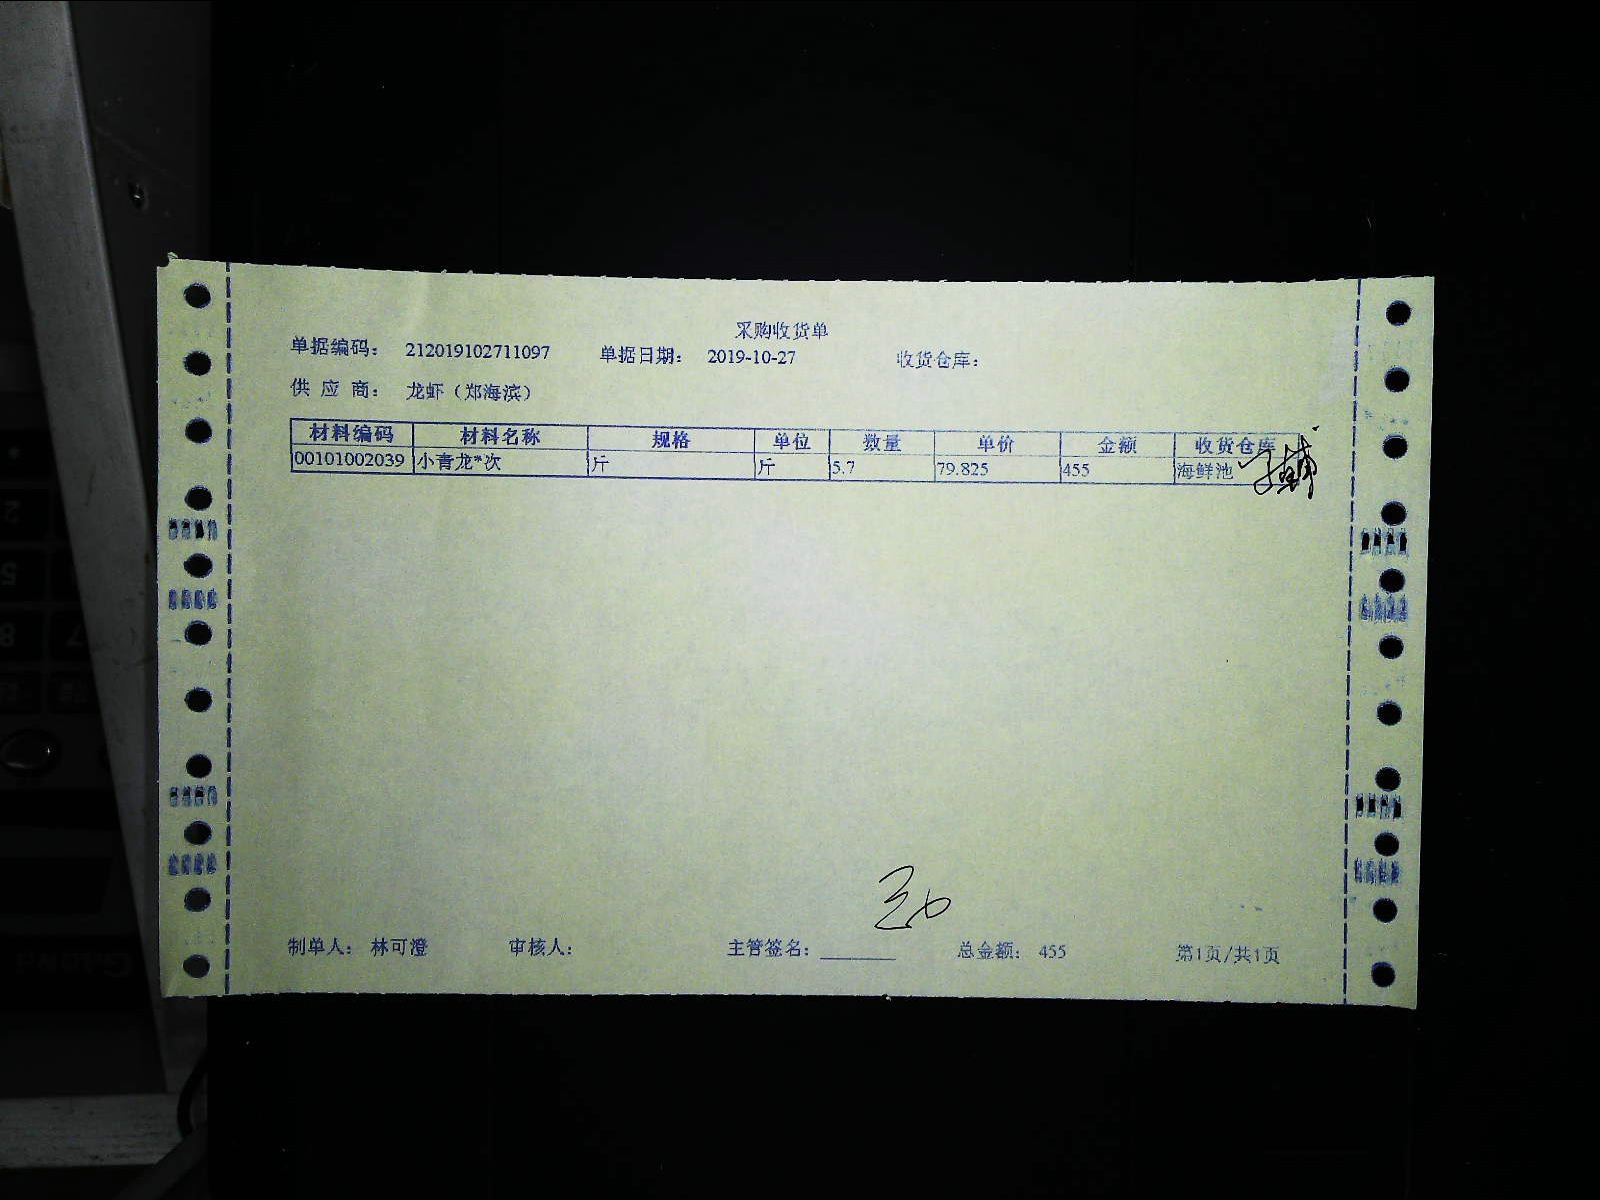 采购收货单
单据编码： 212019102711097 单据日期： 2019-10-27 收货仓库：
供 应 商： 龙虾（郑海滨）
材料编码 材料名称 规格 单位 数量 单价 金额 收货仓库
00101002039 小青龙*次 斤 斤 5.7 79.825 455 海鲜池
制单人： 林可澄 审核人： 主管签名： 总金额： 455 第1页/共1页